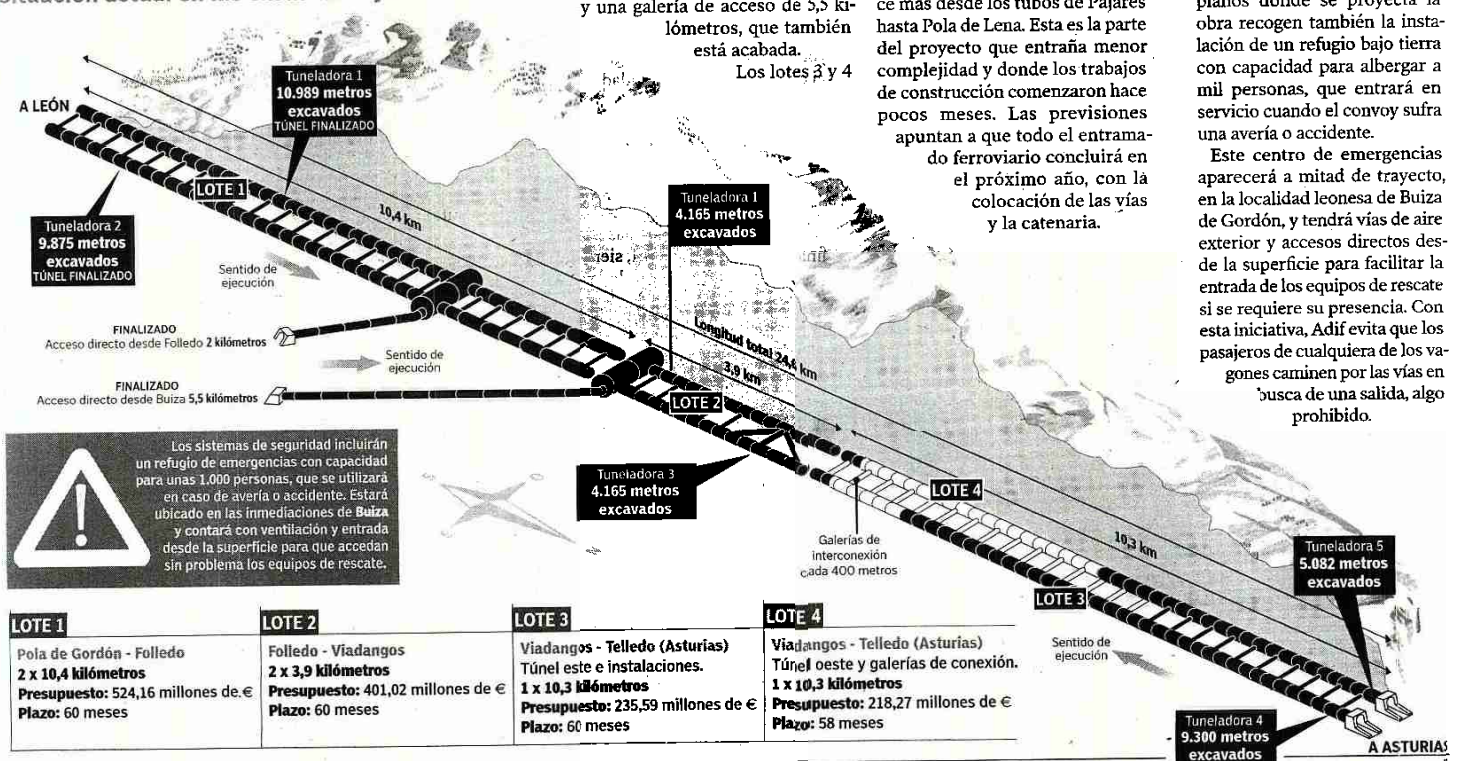 y una galería de acceso de 5,5 ki-
lómetros, que también
está acabada.
Los lotes 3 y 4
ce más desde los tubos de Pajares
hasta Pola de Lena. Esta es la parte
del proyecto que entraña menor
complejidad y donde los trabajos
de construcción comenzaron hace
pocos meses. Las previsiones
apuntan a que todo el entrama-
do ferroviario concluirá en
el próximo año, con la
colocación de las vías
y la catenaria.
planos donde se proyecta la
obra recogen también la insta-
lación de un refugio bajo tierra
con capacidad para albergar a
mil personas, que entrará en
servicio cuando el convoy sufra
una avería o accidente.
Este centro de emergencias
aparecerá a mitad de trayecto,
en la localidad leonesa de Buiza
de Gordón, y tendrá vías de aire
exterior y accesos directos des-
de la superficie para facilitar la
entrada de los equipos de rescate
si se requiere su presencia. Con
esta iniciativa, Adif evita que los
pasajeros de cualquiera de los va-
gones caminen por las vías en
busca de una salida, algo
prohibido.
A LEÓN
Tuneladora 1
10.989 metros
excavados
TÚNEL FINALIZADO
LOTE 1
10,4 km
Tuneladora 2
9.875 metros
excavados
TÚNEL FINALIZADO
Sentido de
ejecución
Tuneladora 1
4.165 metros
excavados
FINALIZADO
Acceso directo desde Folledo 2 kilómetros
Sentido de
ejecución
FINALIZADO
Acceso directo desde Buiza 5,5 kilómetros
Longitud total 24,6 km
3,9 km
LOTE 2
Tuneladora 3
4.165 metros
excavados
LOTE 4
Galerías de
interconexión
cada 400 metros
10,3 km
LOTE 3
Tuneladora 5
5.082 metros
excavados
Sentido de
ejecución
Tuneladora 4
9.300 metros
excavados
A ASTURIAS
Los sistemas de seguridad incluirán
un refugio de emergencias con capacidad
para unas 1.000 personas, que se utilizará
en caso de avería o accidente. Estará
ubicado en las inmediaciones de Buiza
y contará con ventilación y entrada
desde la superficie para que accedan
sin problema los equipos de rescate.
LOTE 1
Pola de Gordón - Folledo
2 x 10,4 kilómetros
Presupuesto: 524,16 millones de €
Plazo: 60 meses
LOTE 2
Folledo - Viadangos
2 x 3,9 kilómetros
Presupuesto: 401,02 millones de €
Plazo: 60 meses
LOTE 3
Viadangos - Telledo (Asturias)
Túnel este e instalaciones.
1 x 10,3 kilómetros
Presupuesto: 235,59 millones de €
Plazo: 60 meses
LOTE 4
Viadangos - Telledo (Asturias)
Túnel oeste y galerías de conexión.
1 x 10,3 kilómetros
Presupuesto: 218,27 millones de €
Plazo: 58 meses